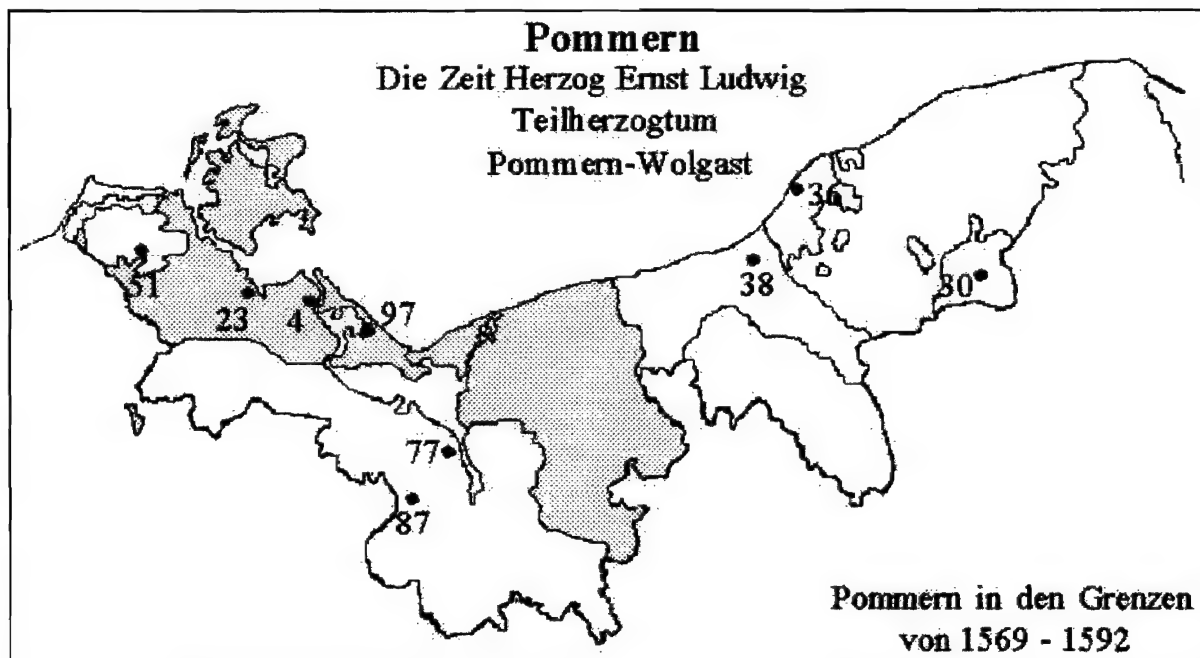 Pommern
Die Zeit Herzog Ernst Ludwig
Teilherzogtum
Pommern-Wolgast
36
51
38
30
23
4
97
77
87
Pommern in den Grenzen
von 1569 - 1592